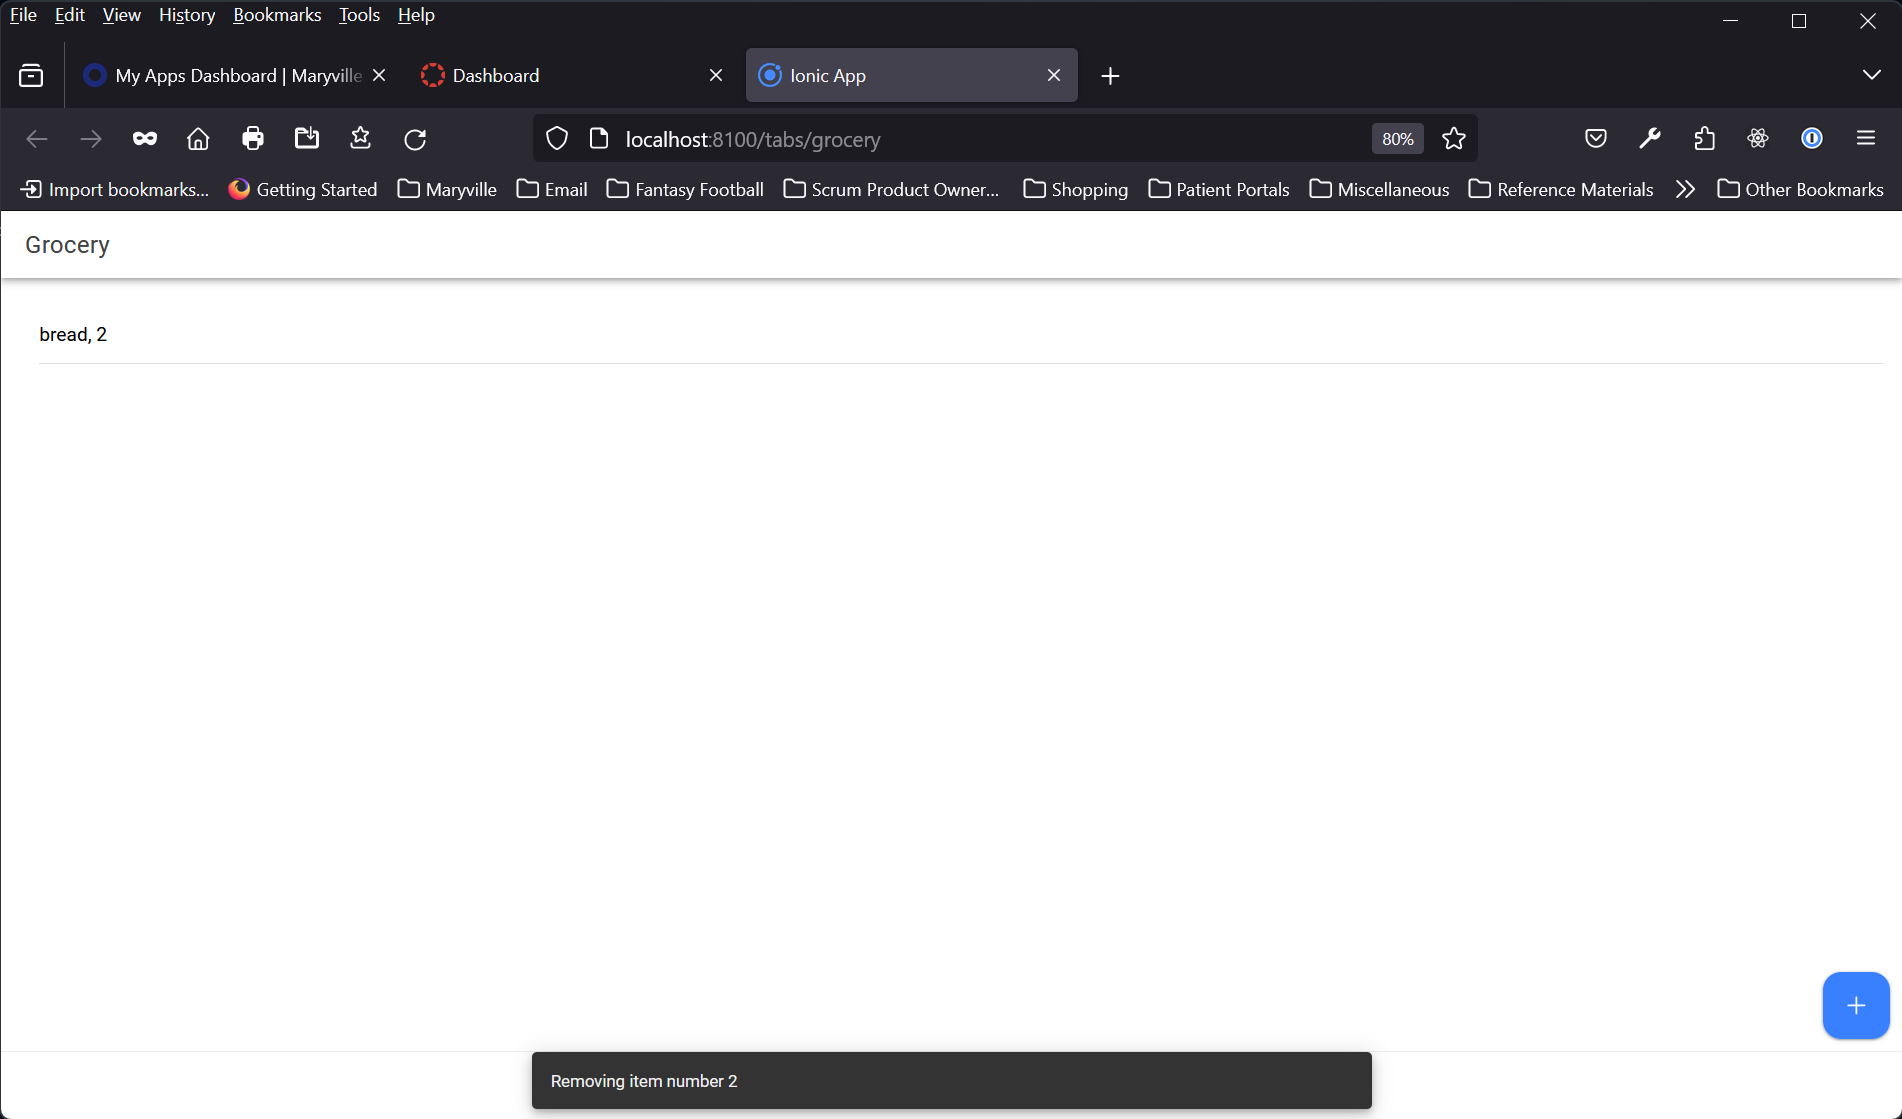 File Edit View History Bookmarks Tools Help
My Apps Dashboard | Maryville
Dashboard
Ionic App
localhost:8100/tabs/grocery
80%
Import bookmarks...
Getting Started
Maryville
Email
Fantasy Football
Scrum Product Owner...
Shopping
Patient Portals
Miscellaneous
Reference Materials
Other Bookmarks
Grocery
bread, 2
Removing item number 2